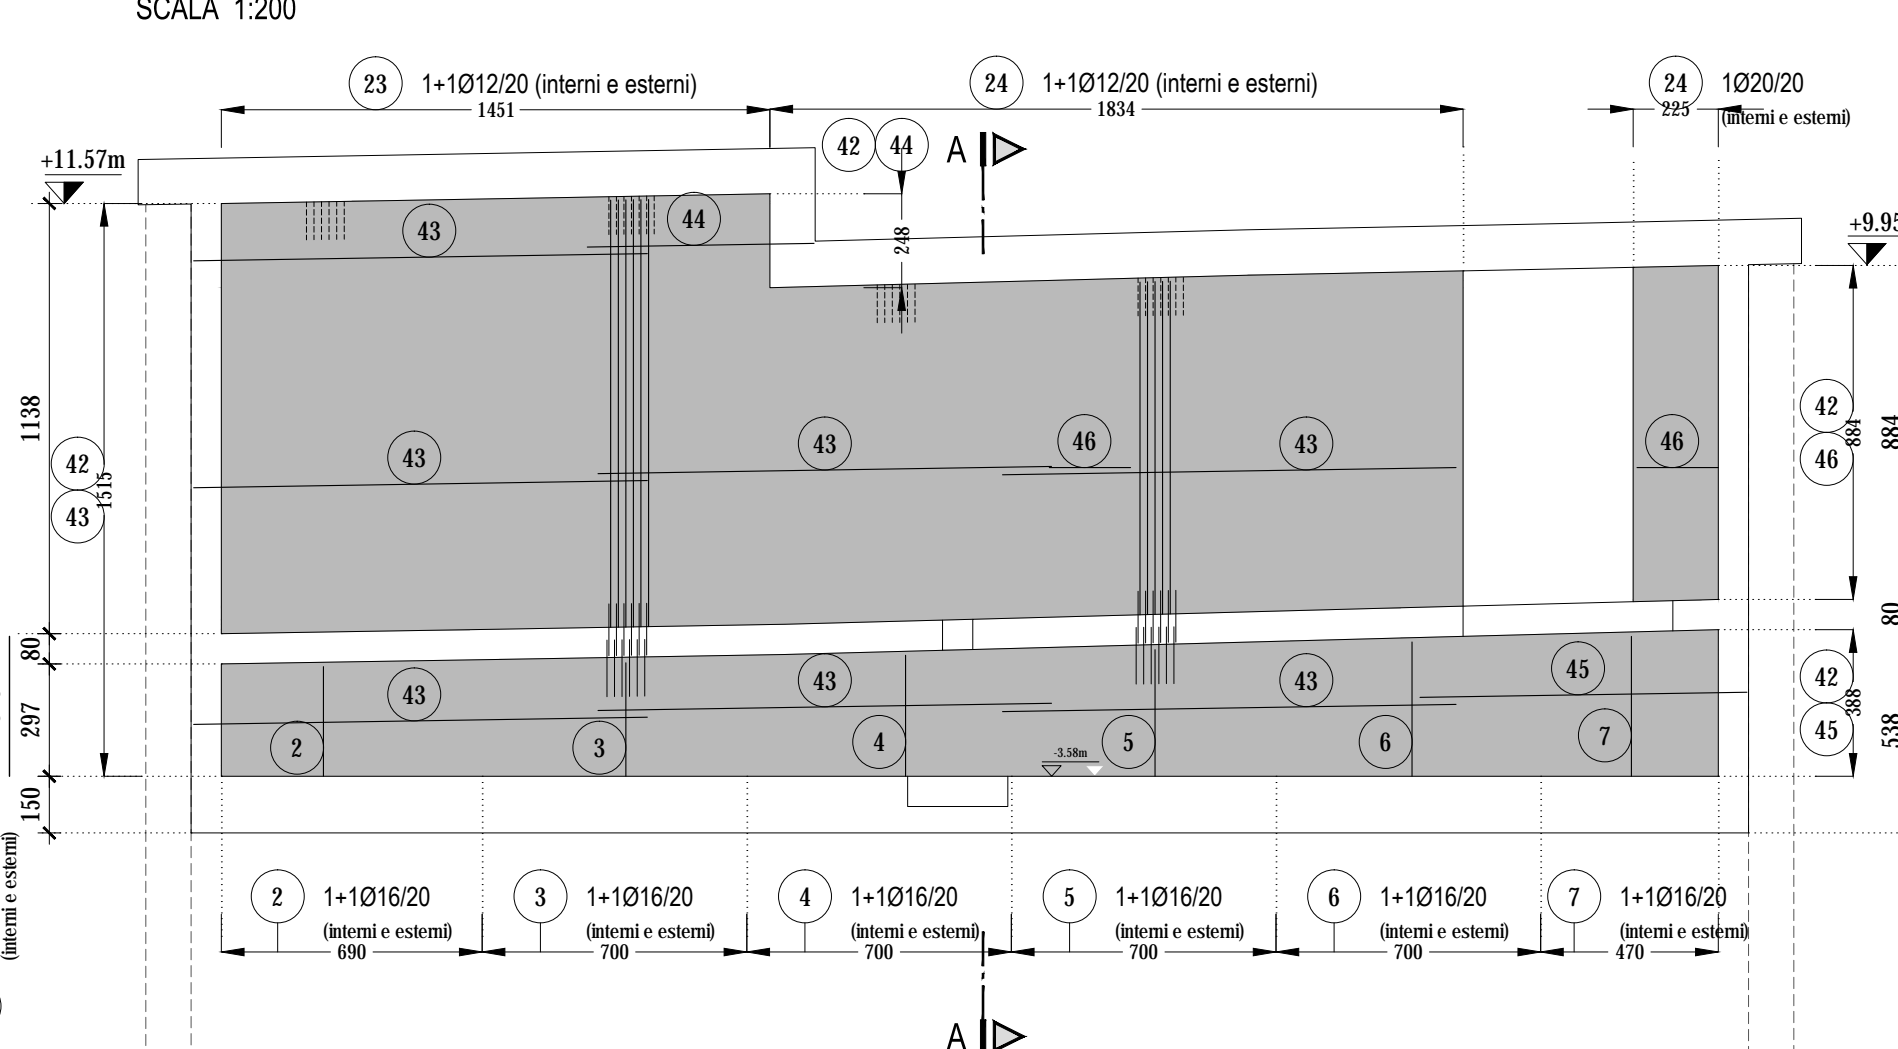 SCALA 1:200
23 1+1Ø12/20 (interni e esterni)
1451
24 1+1Ø12/20 (interni e esterni)
1834
24 1Ø20/20
225
(interni e esterni)
+11.57m
42 44
A
43
44
248
+9.95
1138
42
43
1515
43
43
46
43
46
42
46
884
884
80
80
297
43
43
43
45
42
45
388
538
2
3
4
5
6
7
-3.58m
150
(interni e esterni)
2 1+1Ø16/20
(interni e esterni)
690
3 1+1Ø16/20
(interni e esterni)
700
4 1+1Ø16/20
(interni e esterni)
700
5 1+1Ø16/20
(interni e esterni)
700
6 1+1Ø16/20
(interni e esterni)
700
7 1+1Ø16/20
(interni e esterni)
470
A